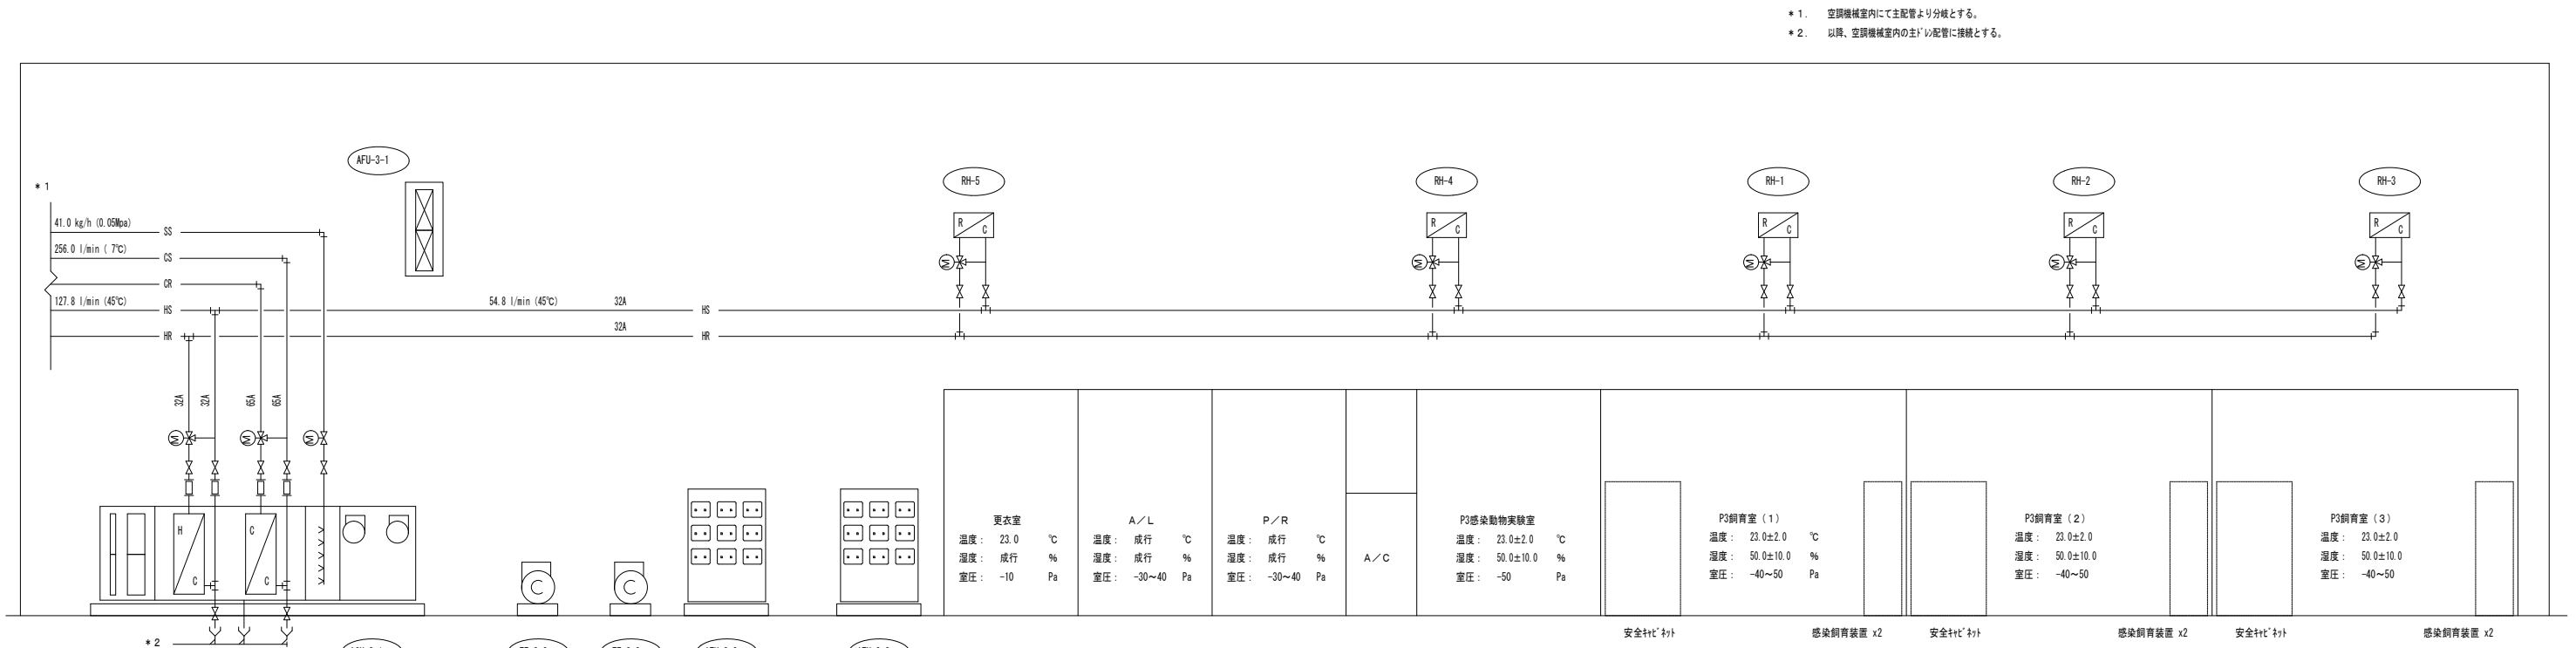 ＊1. 空調機械室内にて主配管より分岐とする。
＊2. 以降、空調機械室内の主ﾄﾞﾚﾝ配管に接続とする。
AFU-3-1
RH-5
RH-4
RH-1
RH-2
RH-3
＊1
R
C
R
C
R
C
R
C
R
C
41.0 kg/h (0.05Mpa)
SS
256.0 l/min ( 7℃)
CS
CR
127.8 l/min (45℃)
HS
54.8 l/min (45℃)
32A
HS
HR
32A
HR
M
M
M
M
M
32A
32A
65A
65A
M
M
M
H
C
C
C
C
C
更衣室
温度： 23.0 ℃
湿度： 成行 %
室圧： -10 Pa
A／L
温度： 成行 ℃
湿度： 成行 %
室圧： -30～40 Pa
P／R
温度： 成行 ℃
湿度： 成行 %
室圧： -30～40 Pa
A／C
P3感染動物実験室
温度： 23.0±2.0 ℃
湿度： 50.0±10.0 %
室圧： -50 Pa
P3飼育室（1）
温度： 23.0±2.0 ℃
湿度： 50.0±10.0 %
室圧： -40～50 Pa
P3飼育室（2）
温度： 23.0±2.0
湿度： 50.0±10.0
室圧： -40～50
P3飼育室（3）
温度： 23.0±2.0
湿度： 50.0±10.0
室圧： -40～50
安全ｷｬﾋﾞﾈｯﾄ
感染飼育装置 x2
安全ｷｬﾋﾞﾈｯﾄ
感染飼育装置 x2
安全ｷｬﾋﾞﾈｯﾄ
感染飼育装置 x2
＊2